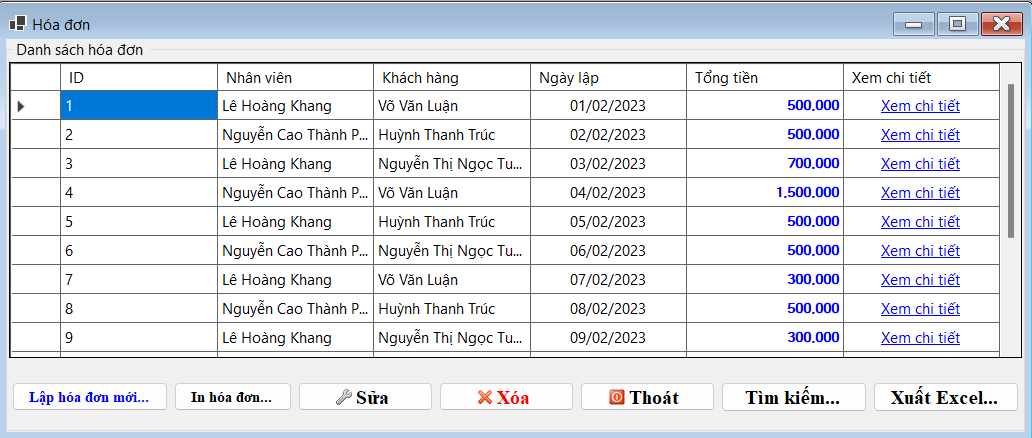 Hóa đơn
Danh sách hóa đơn
ID Nhân viên Khách hàng Ngày lập Tổng tiền Xem chi tiết
1 Lê Hoàng Khang Võ Văn Luận 01/02/2023 500.000 Xem chi tiết
2 Nguyễn Cao Thành P... Huỳnh Thanh Trúc 02/02/2023 500.000 Xem chi tiết
3 Lê Hoàng Khang Nguyễn Thị Ngọc Tu... 03/02/2023 700.000 Xem chi tiết
4 Nguyễn Cao Thành P... Võ Văn Luận 04/02/2023 1.500.000 Xem chi tiết
5 Lê Hoàng Khang Huỳnh Thanh Trúc 05/02/2023 500.000 Xem chi tiết
6 Nguyễn Cao Thành P... Nguyễn Thị Ngọc Tu... 06/02/2023 500.000 Xem chi tiết
7 Lê Hoàng Khang Võ Văn Luận 07/02/2023 300.000 Xem chi tiết
8 Nguyễn Cao Thành P... Huỳnh Thanh Trúc 08/02/2023 500.000 Xem chi tiết
9 Lê Hoàng Khang Nguyễn Thị Ngọc Tu... 09/02/2023 300.000 Xem chi tiết
Lập hóa đơn mới... In hóa đơn... Sửa Xóa Thoát Tìm kiếm... Xuất Excel...